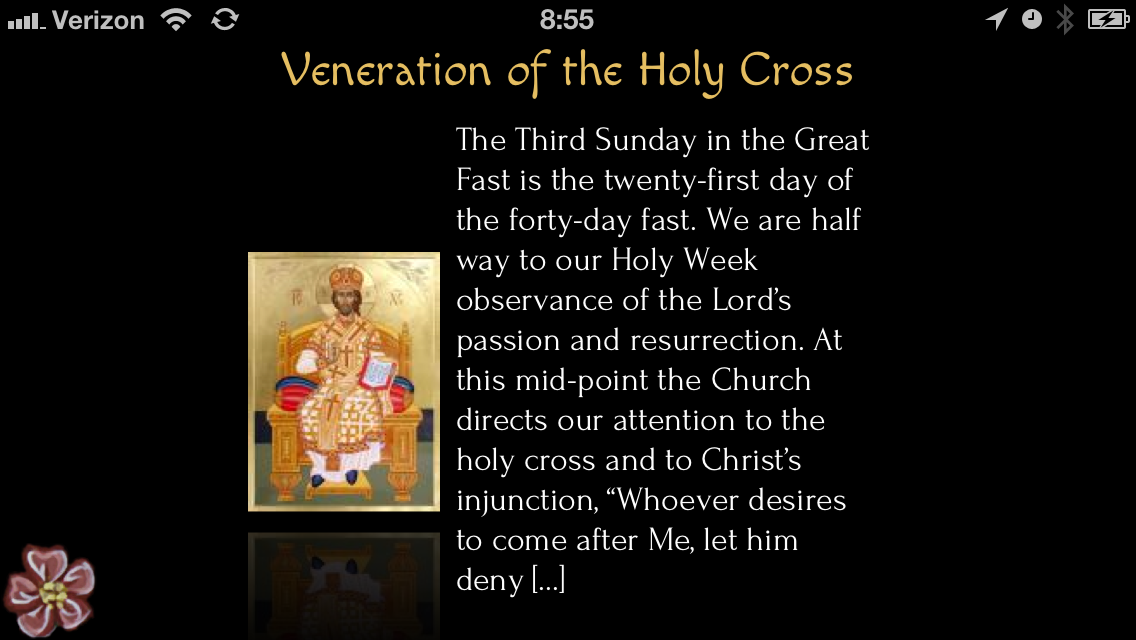 Verizon 8:55
Veneration of the Holy Cross
The Third Sunday in the Great
Fast is the twenty-first day of
the forty-day fast. We are half
way to our Holy Week
observance of the Lord’s
passion and resurrection. At
this mid-point the Church
directs our attention to the
holy cross and to Christ’s
injunction, “Whoever desires
to come after Me, let him
deny [...]